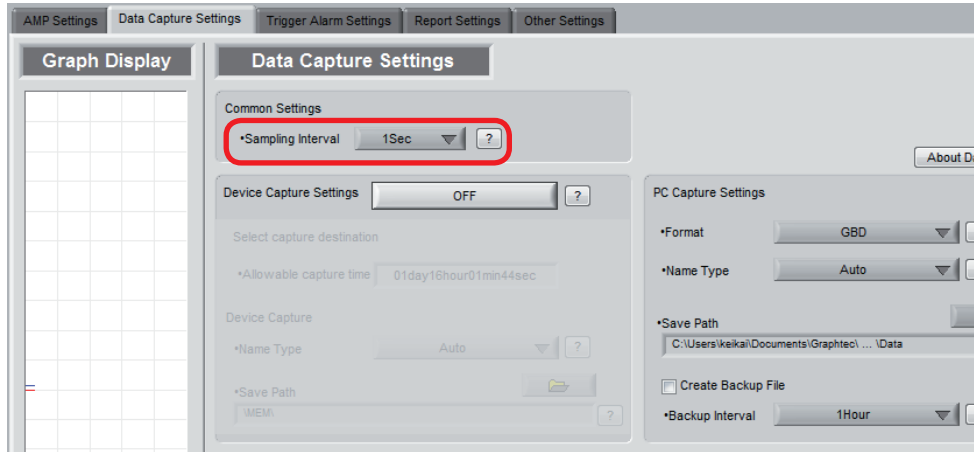 AMP Settings
Data Capture Settings
Trigger Alarm Settings
Report Settings
Other Settings
Graph Display
Data Capture Settings
Common Settings
•Sampling Interval 1Sec ?
About Da
Device Capture Settings OFF ?
Select capture destination
•Allowable capture time 01day16hour01min44sec
Device Capture
•Name Type Auto ?
•Save Path
\MEM\ ?
PC Capture Settings
•Format GBD
•Name Type Auto
•Save Path
C:\Users\keikai\Documents\Graphtec\ ... \Data
Create Backup File
•Backup Interval 1Hour